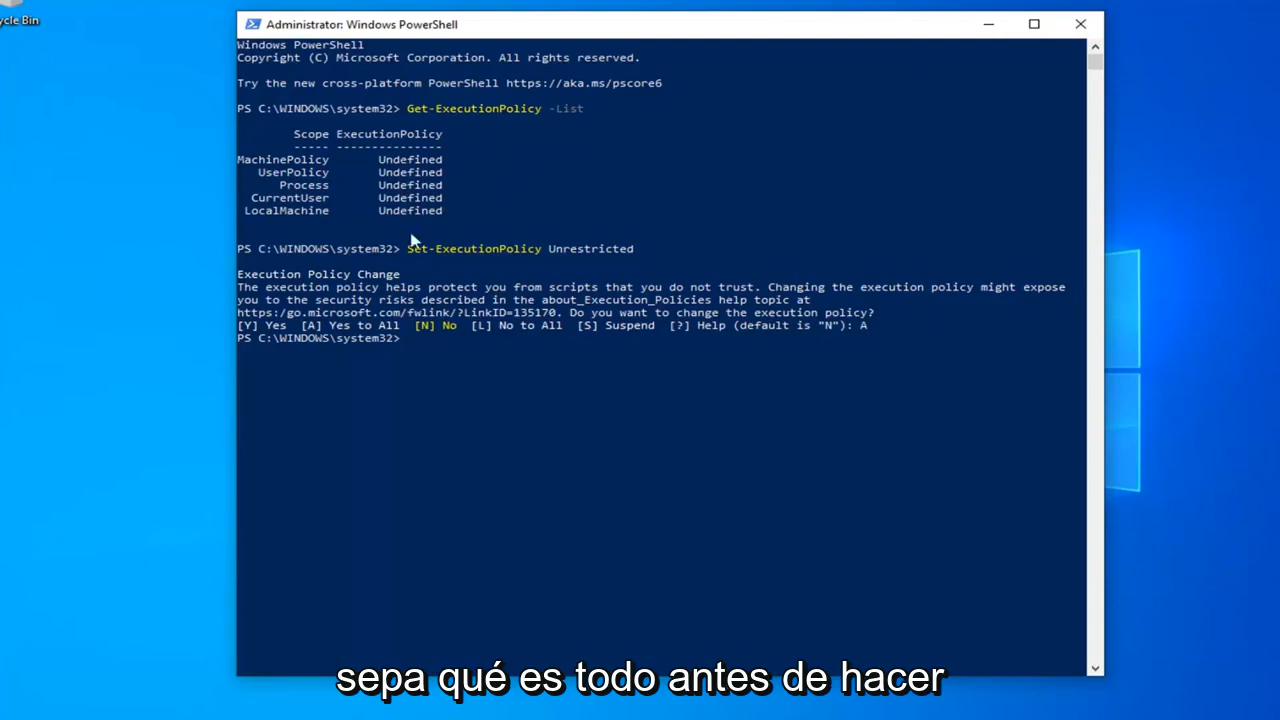 ycle Bin
Administrator: Windows PowerShell
Windows PowerShell
Copyright (C) Microsoft Corporation. All rights reserved.
Try the new cross-platform PowerShell https://aka.ms/pscore6
PS C:\WINDOWS\system32> Get-ExecutionPolicy -List
Scope ExecutionPolicy
----- ---------------
MachinePolicy Undefined
UserPolicy Undefined
Process Undefined
CurrentUser Undefined
LocalMachine Undefined
PS C:\WINDOWS\system32> Set-ExecutionPolicy Unrestricted
Execution Policy Change
The execution policy helps protect you from scripts that you do not trust. Changing the execution policy might expose
you to the security risks described in the about_Execution_Policies help topic at
https:/go.microsoft.com/fwlink/?LinkID=135170. Do you want to change the execution policy?
[Y] Yes [A] Yes to All [N] No [L] No to All [S] Suspend [?] Help (default is "N"): A
PS C:\WINDOWS\system32>
sepa qué es todo antes de hacer